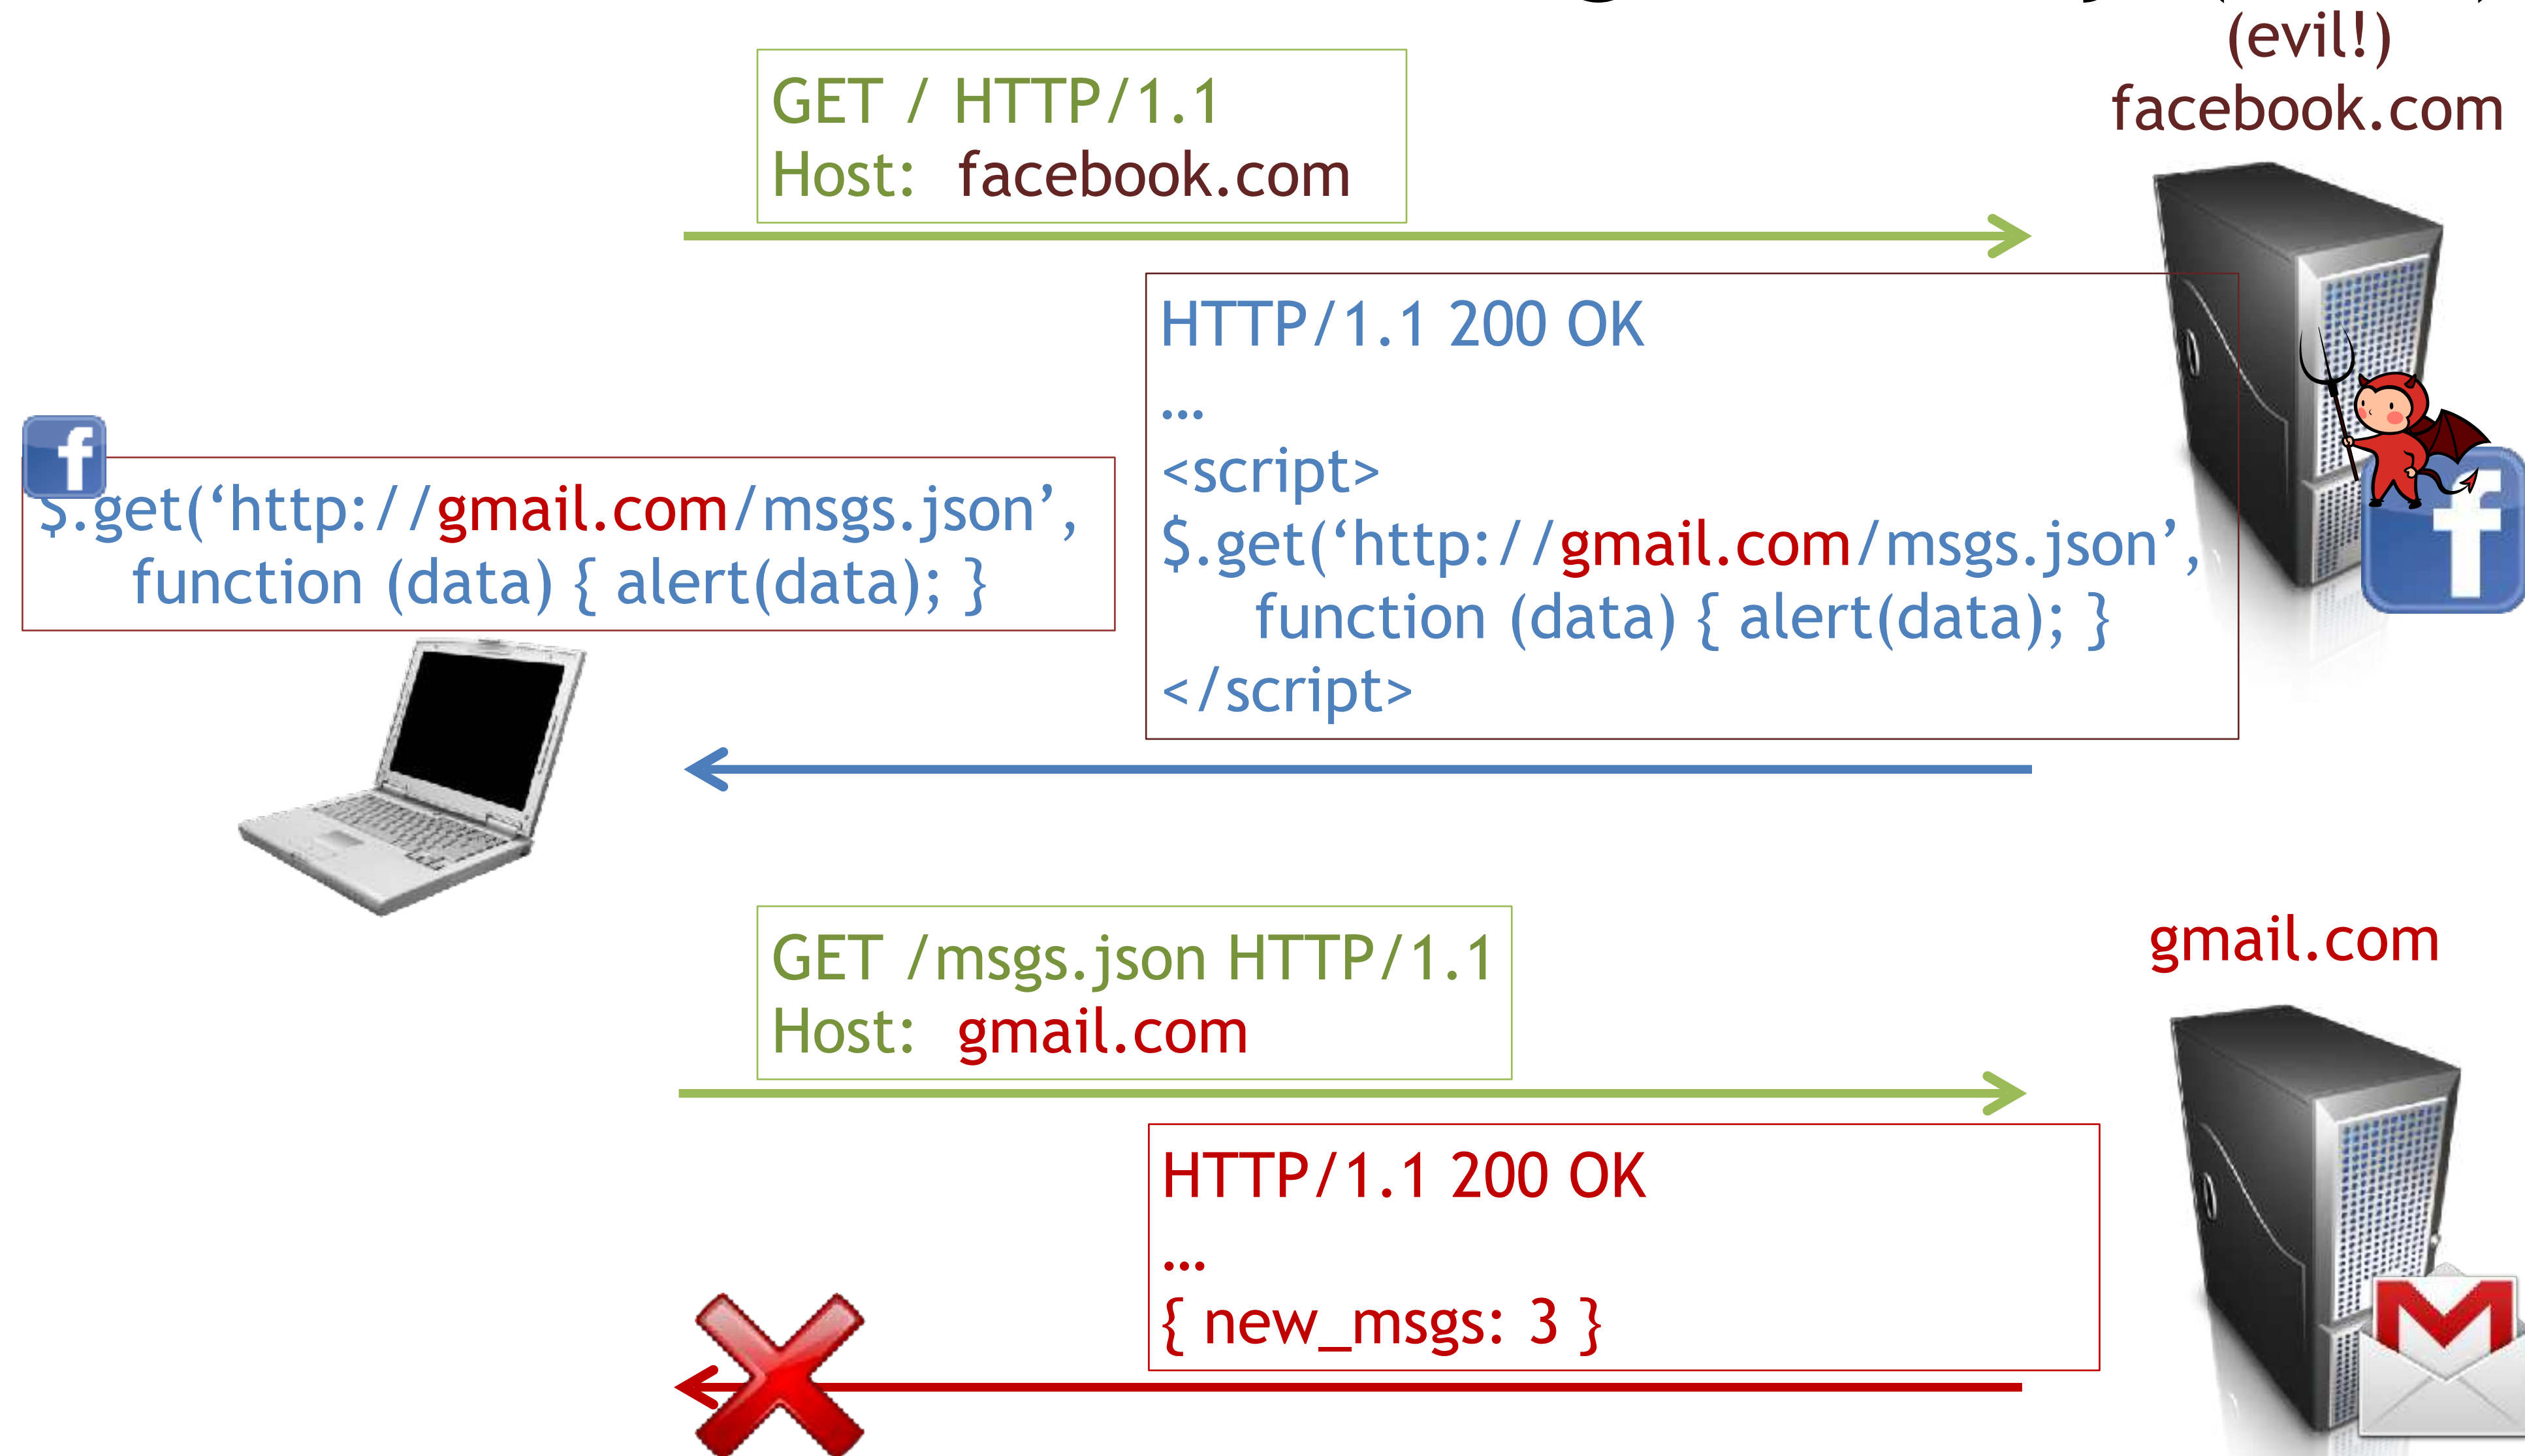 (evil!)
facebook.com
GET / HTTP/1.1
Host: facebook.com
HTTP/1.1 200 OK
…
<script>
$.get(‘http://gmail.com/msgs.json’,
function (data) { alert(data); }
</script>
f
$.get(‘http://gmail.com/msgs.json’,
function (data) { alert(data); }
f
gmail.com
GET /msgs.json HTTP/1.1
Host: gmail.com
HTTP/1.1 200 OK
…
{ new_msgs: 3 }